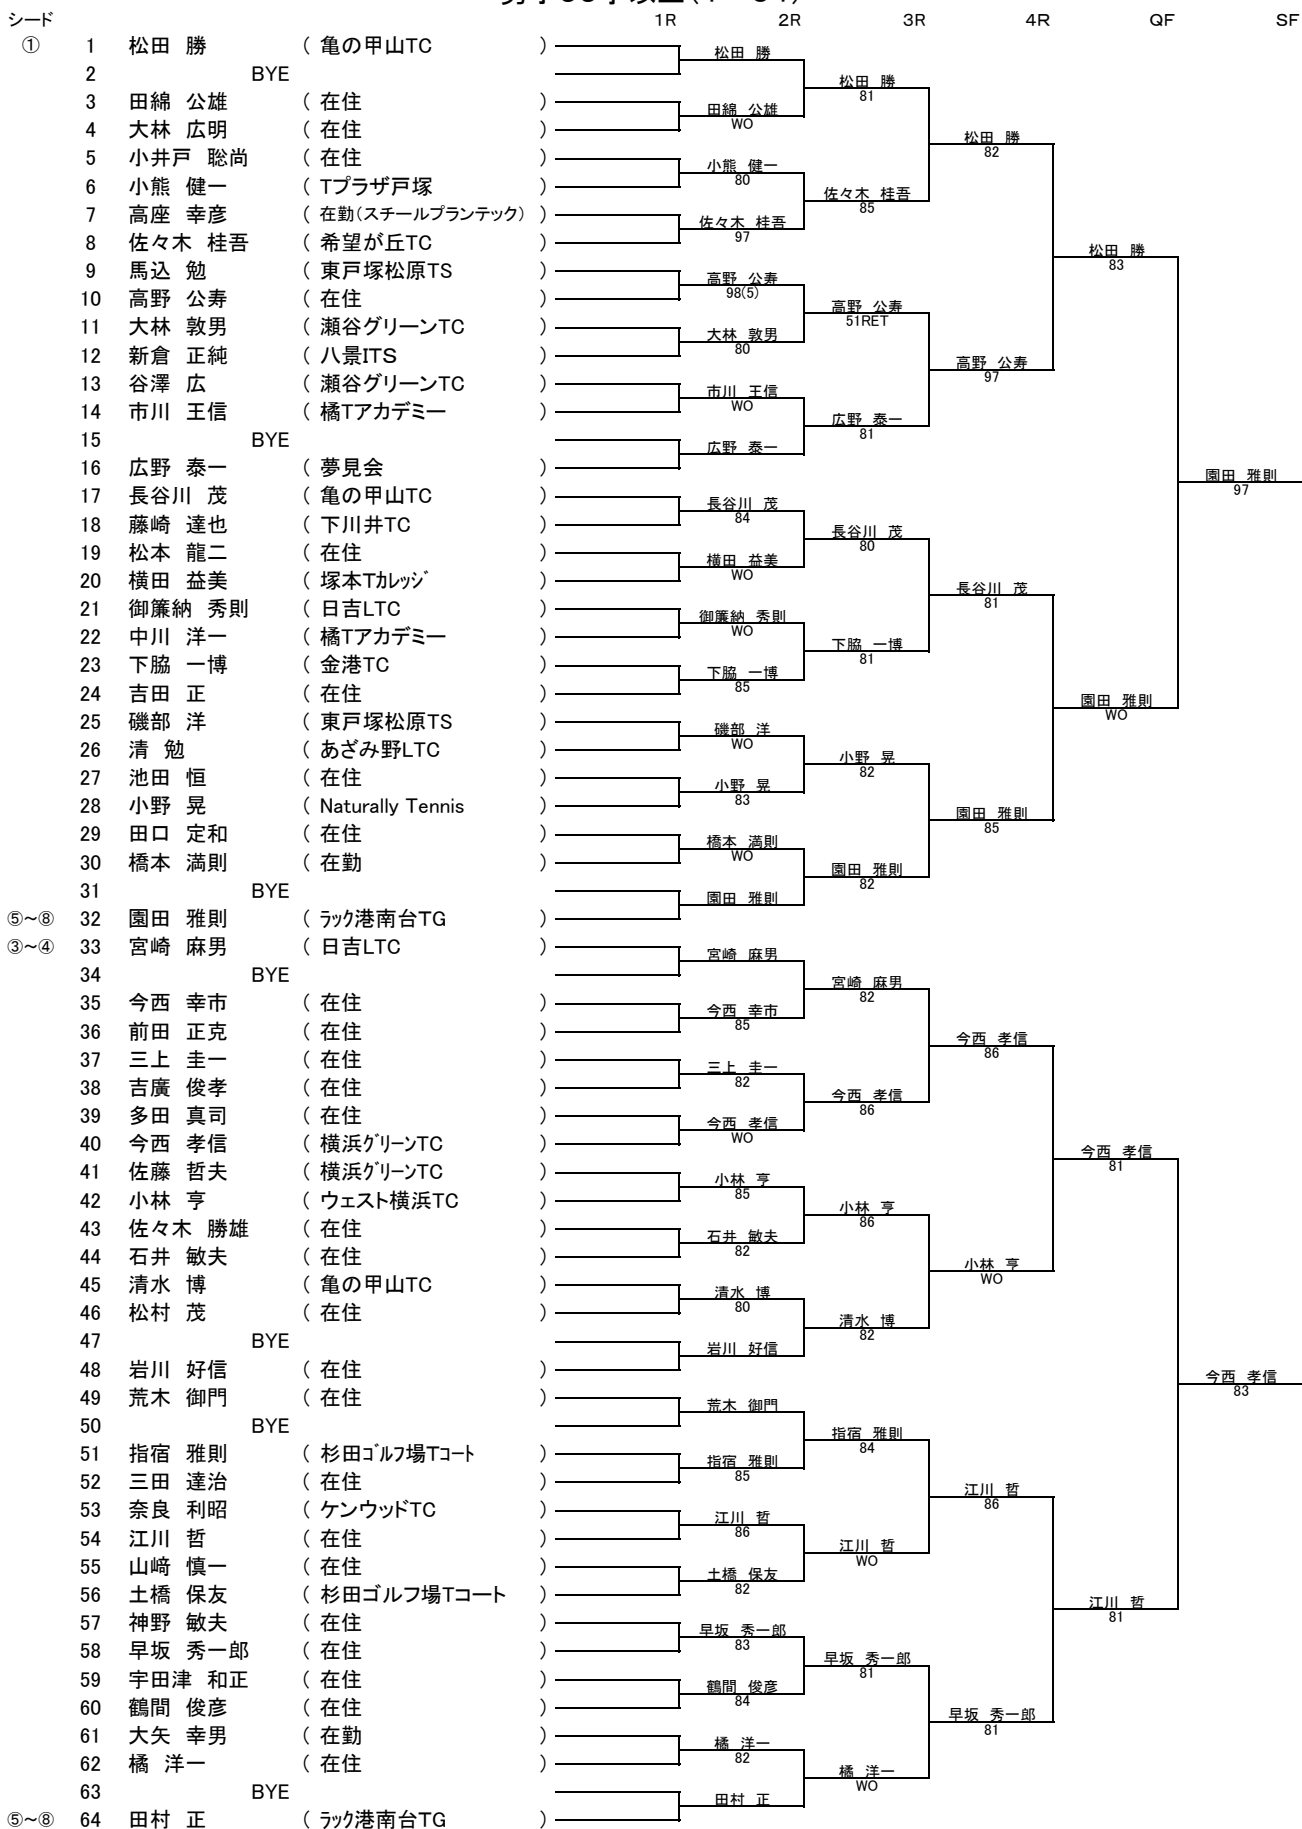 シード 1R 2R 3R 4R QF SF
① 1 松田 勝 ( 亀の甲山TC )
松田 勝
2 BYE
松田 勝
81
3 田綿 公雄 ( 在住 )
田綿 公雄
WO
4 大林 広明 ( 在住 )
松田 勝
82
5 小井戸 聡尚 ( 在住 )
小熊 健一
80
6 小熊 健一 ( Tプラザ戸塚 )
佐々木 桂吾
85
7 高座 幸彦 ( 在勤(スチールプランテック) )
佐々木 桂吾
97
8 佐々木 桂吾 ( 希望が丘TC )
松田 勝
83
9 馬込 勉 ( 東戸塚松原TS )
高野 公寿
98(5)
10 高野 公寿 ( 在住 )
高野 公寿
51RET
11 大林 敦男 ( 瀬谷グリーンTC )
大林 敦男
80
12 新倉 正純 ( 八景ITS )
高野 公寿
97
13 谷澤 広 ( 瀬谷グリーンTC )
市川 王信
WO
14 市川 王信 ( 橘Tアカデミー )
広野 泰一
81
15 BYE
広野 泰一
16 広野 泰一 ( 夢見会 )
園田 雅則
97
17 長谷川 茂 ( 亀の甲山TC )
長谷川 茂
84
18 藤崎 達也 ( 下川井TC )
長谷川 茂
80
19 松本 龍二 ( 在住 )
横田 益美
WO
20 横田 益美 ( 塚本Tカレッジ )
長谷川 茂
81
21 御簾納 秀則 ( 日吉LTC )
御簾納 秀則
WO
22 中川 洋一 ( 橘Tアカデミー )
下脇 一博
81
23 下脇 一博 ( 金港TC )
下脇 一博
85
24 吉田 正 ( 在住 )
園田 雅則
WO
25 磯部 洋 ( 東戸塚松原TS )
磯部 洋
WO
26 清 勉 ( あざみ野LTC )
小野 晃
82
27 池田 恒 ( 在住 )
小野 晃
83
28 小野 晃 ( Naturally Tennis )
園田 雅則
85
29 田口 定和 ( 在住 )
橋本 満則
WO
30 橋本 満則 ( 在勤 )
園田 雅則
82
31 BYE
園田 雅則
⑤~⑧ 32 園田 雅則 ( ラック港南台TG )
③~④ 33 宮崎 麻男 ( 日吉LTC )
宮崎 麻男
34 BYE
宮崎 麻男
82
35 今西 幸市 ( 在住 )
今西 幸市
85
36 前田 正克 ( 在住 )
今西 孝信
86
37 三上 圭一 ( 在住 )
三上 圭一
82
38 吉廣 俊孝 ( 在住 )
今西 孝信
86
39 多田 真司 ( 在住 )
今西 孝信
WO
40 今西 孝信 ( 横浜グリーンTC )
今西 孝信
81
41 佐藤 哲夫 ( 横浜グリーンTC )
小林 亨
85
42 小林 亨 ( ウェスト横浜TC )
小林 亨
86
43 佐々木 勝雄 ( 在住 )
石井 敏夫
82
44 石井 敏夫 ( 在住 )
小林 亨
WO
45 清水 博 ( 亀の甲山TC )
清水 博
80
46 松村 茂 ( 在住 )
清水 博
82
47 BYE
岩川 好信
48 岩川 好信 ( 在住 )
今西 孝信
83
49 荒木 御門 ( 在住 )
荒木 御門
50 BYE
指宿 雅則
84
51 指宿 雅則 ( 杉田ゴルフ場Tコート )
指宿 雅則
85
52 三田 達治 ( 在住 )
江川 哲
86
53 奈良 利昭 ( ケンウッドTC )
江川 哲
86
54 江川 哲 ( 在住 )
江川 哲
WO
55 山﨑 慎一 ( 在住 )
土橋 保友
82
56 土橋 保友 ( 杉田ゴルフ場Tコート )
江川 哲
81
57 神野 敏夫 ( 在住 )
早坂 秀一郎
83
58 早坂 秀一郎 ( 在住 )
早坂 秀一郎
81
59 宇田津 和正 ( 在住 )
鶴間 俊彦
84
60 鶴間 俊彦 ( 在住 )
早坂 秀一郎
81
61 大矢 幸男 ( 在勤 )
橘 洋一
82
62 橘 洋一 ( 在住 )
橘 洋一
WO
63 BYE
田村 正
⑤~⑧ 64 田村 正 ( ラック港南台TG )